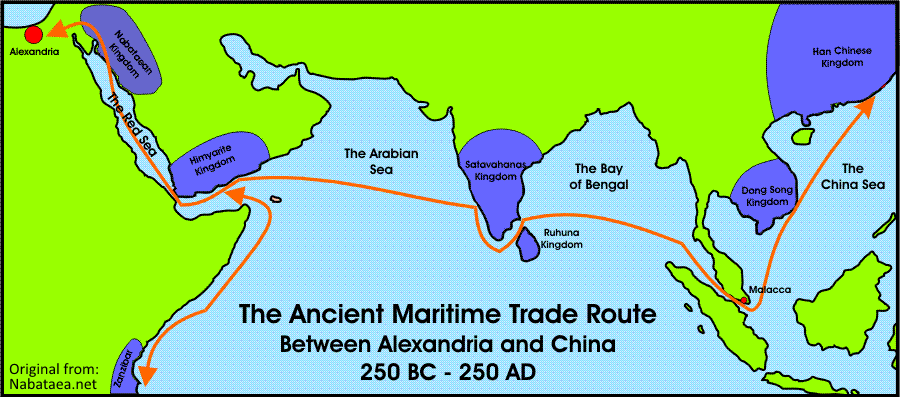 Alexandria
Nabataean
Kingdom
The Red Sea
Himyarite
Kingdom
The Arabian
Sea
Satavahanas
Kingdom
The Bay
of Bengal
Ruhuna
Kingdom
Han Chinese
Kingdom
Dong Song
Kingdom
The
China Sea
Malacca
Zanzibar
The Ancient Maritime Trade Route
Between Alexandria and China
250 BC - 250 AD
Original from:
Nabataea.net